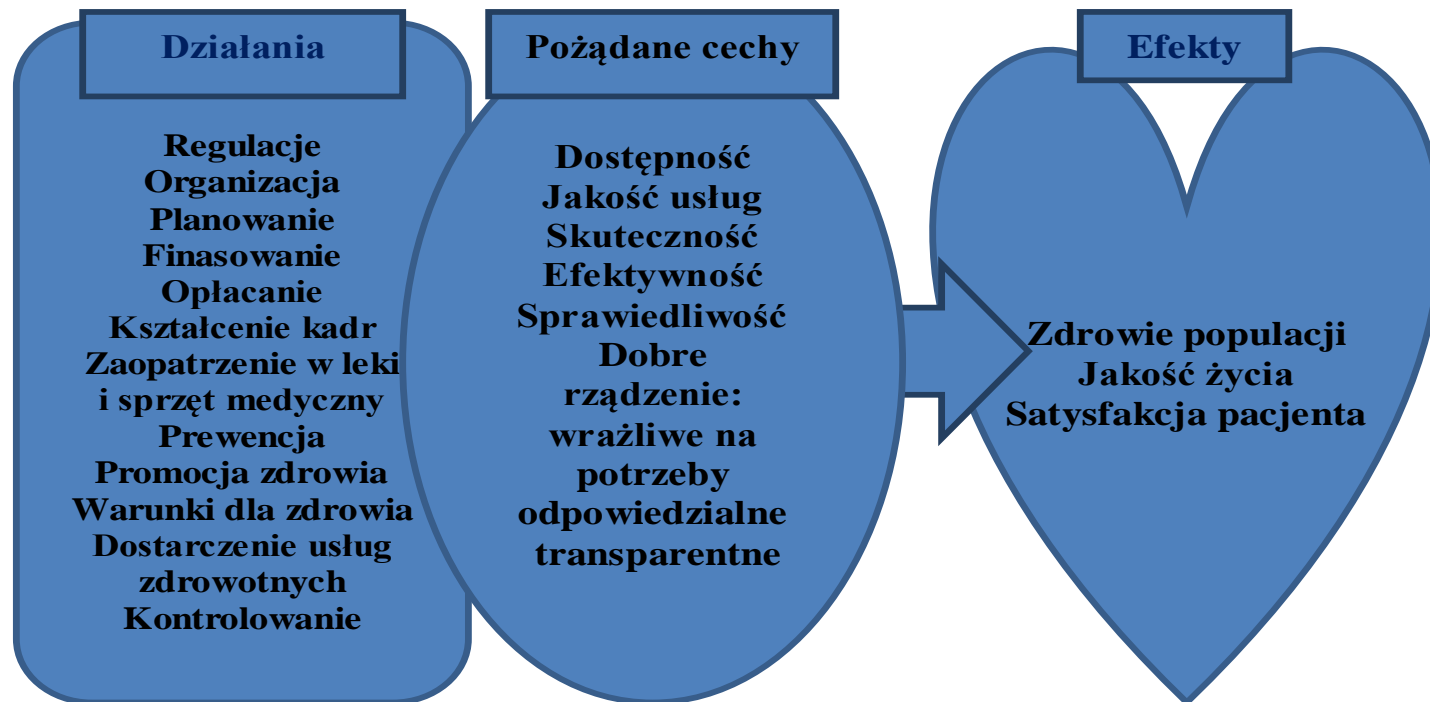 Działania
Regulacje
Organizacja
Planowanie
Finasowanie
Opłacanie
Kształcenie kadr
Zaopatrzenie w leki
i sprzęt medyczny
Prewencja
Promocja zdrowia
Warunki dla zdrowia
Dostarczenie usług
zdrowotnych
Kontrolowanie
Pożądane cechy
Dostępność
Jakość usług
Skuteczność
Efektywność
Sprawiedliwość
Dobre
rządzenie:
wrażliwe na
potrzeby
odpowiedzialne
transparentne
Efekty
Zdrowie populacji
Jakość życia
Satysfakcja pacjenta